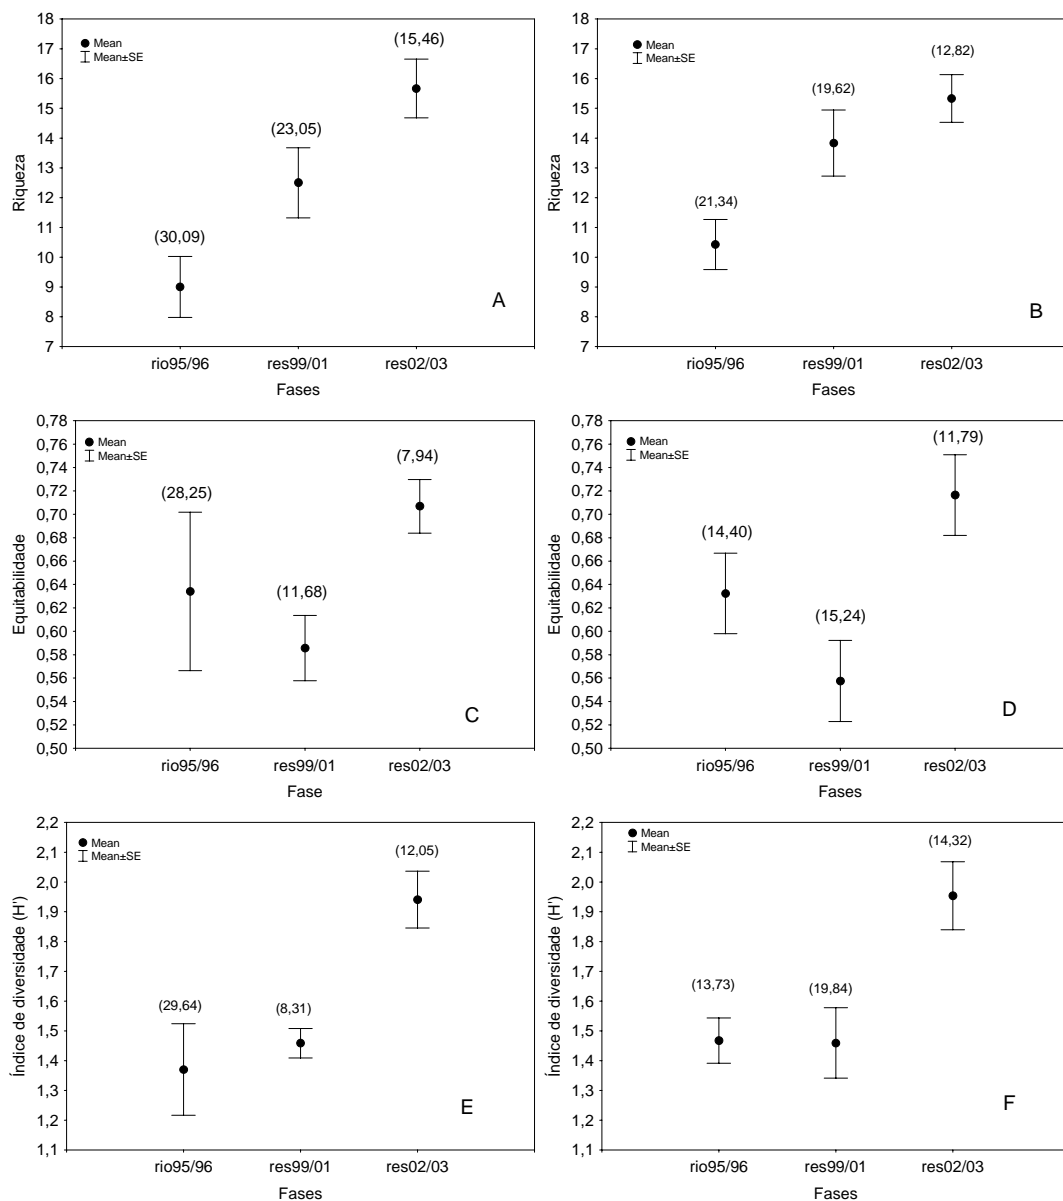 18
17
16
15
14
13
12
11
10
9
8
7
Riqueza
Mean
Mean±SE
(30,09)
(23,05)
(15,46)
A
rio95/96 res99/01 res02/03
Fases
18
17
16
15
14
13
12
11
10
9
8
7
Riqueza
Mean
Mean±SE
(21,34)
(19,62)
(12,82)
B
rio95/96 res99/01 res02/03
Fases
0,78
0,76
0,74
0,72
0,70
0,68
0,66
0,64
0,62
0,60
0,58
0,56
0,54
0,52
0,50
Equitabilidade
Mean
Mean±SE
(28,25)
(11,68)
(7,94)
C
rio95/96 res99/01 res02/03
Fase
0,78
0,76
0,74
0,72
0,70
0,68
0,66
0,64
0,62
0,60
0,58
0,56
0,54
0,52
0,50
Equitabilidade
Mean
Mean±SE
(14,40)
(15,24)
(11,79)
D
rio95/96 res99/01 res02/03
Fases
2,2
2,1
2,0
1,9
1,8
1,7
1,6
1,5
1,4
1,3
1,2
1,1
Índice de diversidade (H')
Mean
Mean±SE
(29,64)
(8,31)
(12,05)
E
rio95/96 res99/01 res02/03
Fases
2,2
2,1
2,0
1,9
1,8
1,7
1,6
1,5
1,4
1,3
1,2
1,1
Índice de diversidade (H')
Mean
Mean±SE
(13,73)
(19,84)
(14,32)
F
rio95/96 res99/01 res02/03
Fases